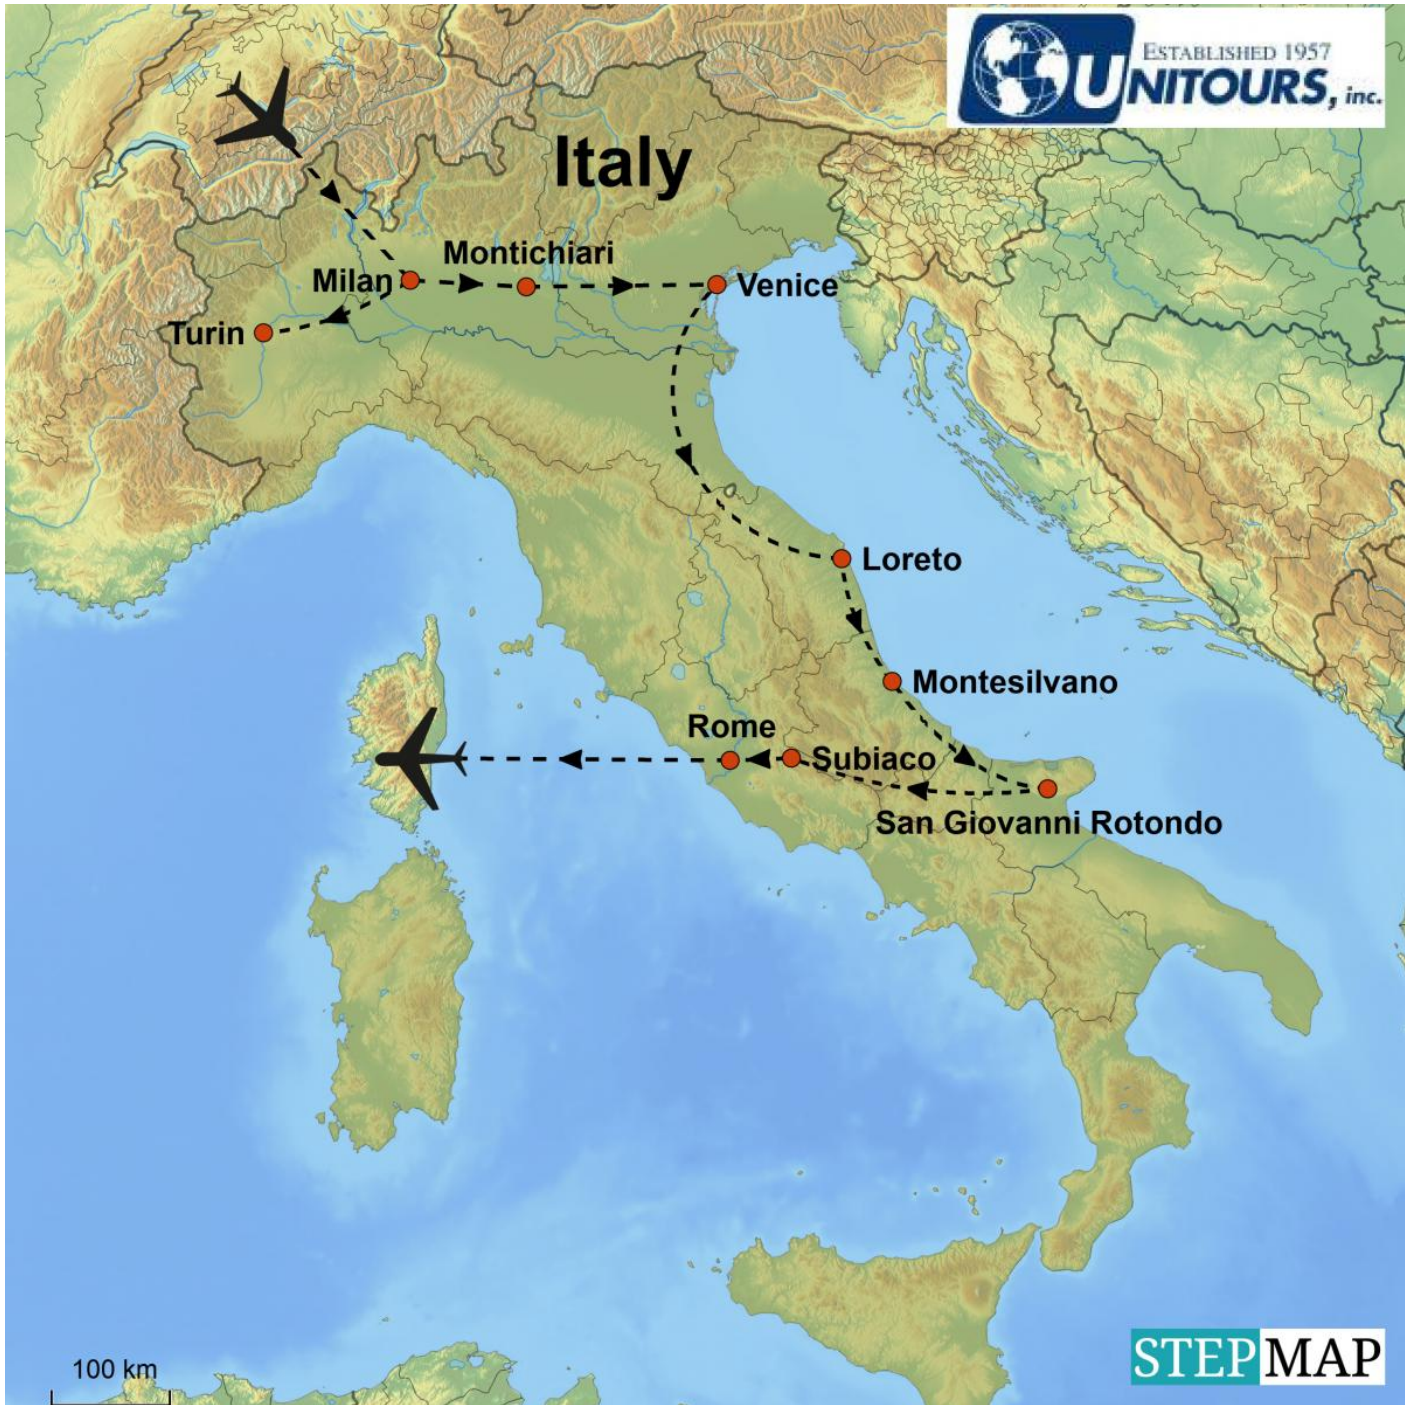 ESTABLISHED 1957
UNITOURS, inc.
Italy
Montichiari
Milan
Venice
Turin
Loreto
Montesilvano
Rome
Subiaco
San Giovanni Rotondo
STEPMAP
100 km